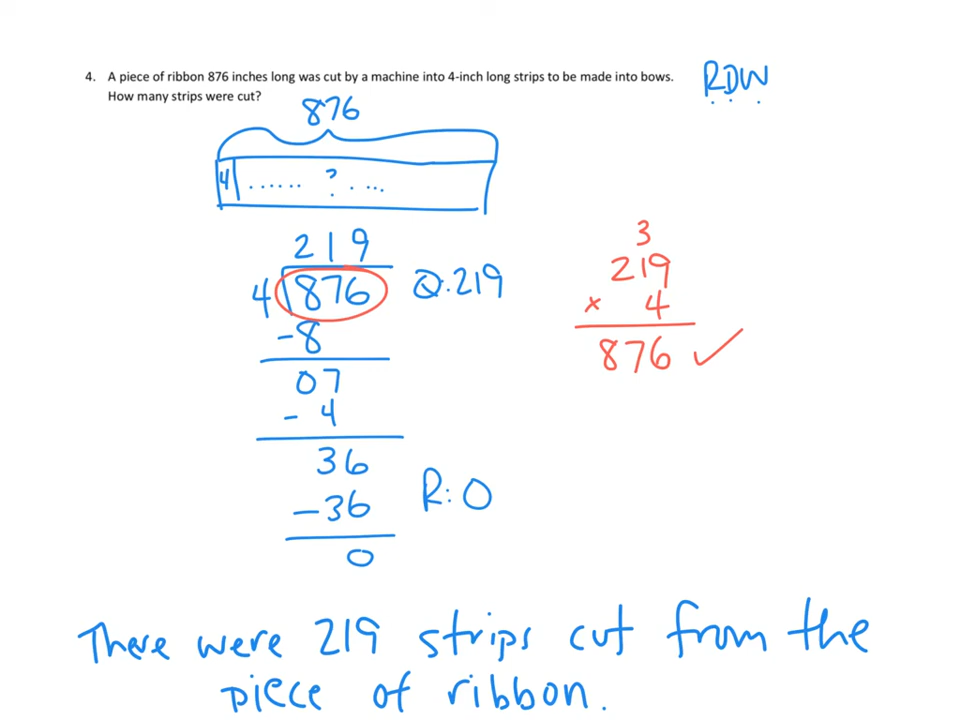 4. A piece of ribbon 876 inches long was cut by a machine into 4-inch long strips to be made into bows.
How many strips were cut?
RDW
876
4 ...... ? . ...
219
4 876 Q:219
-8
07
- 4
36
-36
0
R:0
3
219
× 4
876 ✓
There were 219 strips cut from the
piece of ribbon.